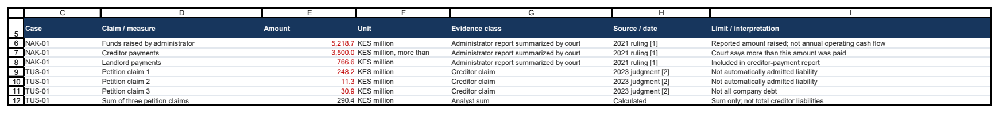 C D E F G H I
5 Case Claim / measure Amount Unit Evidence class Source / date Limit / interpretation
6 NAK-01 Funds raised by administrator 5,218.7 KES million Administrator report summarized by court 2021 ruling [1] Reported amount raised; not annual operating cash flow
7 NAK-01 Creditor payments 3,500.0 KES million, more than Administrator report summarized by court 2021 ruling [1] Court says more than this amount was paid
8 NAK-01 Landlord payments 766.6 KES million Administrator report summarized by court 2021 ruling [1] Included in creditor-payment report
9 TUS-01 Petition claim 1 248.2 KES million Creditor claim 2023 judgment [2] Not automatically admitted liability
10 TUS-01 Petition claim 2 11.3 KES million Creditor claim 2023 judgment [2] Not automatically admitted liability
11 TUS-01 Petition claim 3 30.9 KES million Creditor claim 2023 judgment [2] Not all company debt
12 TUS-01 Sum of three petition claims 290.4 KES million Analyst sum Calculated Sum only; not total creditor liabilities